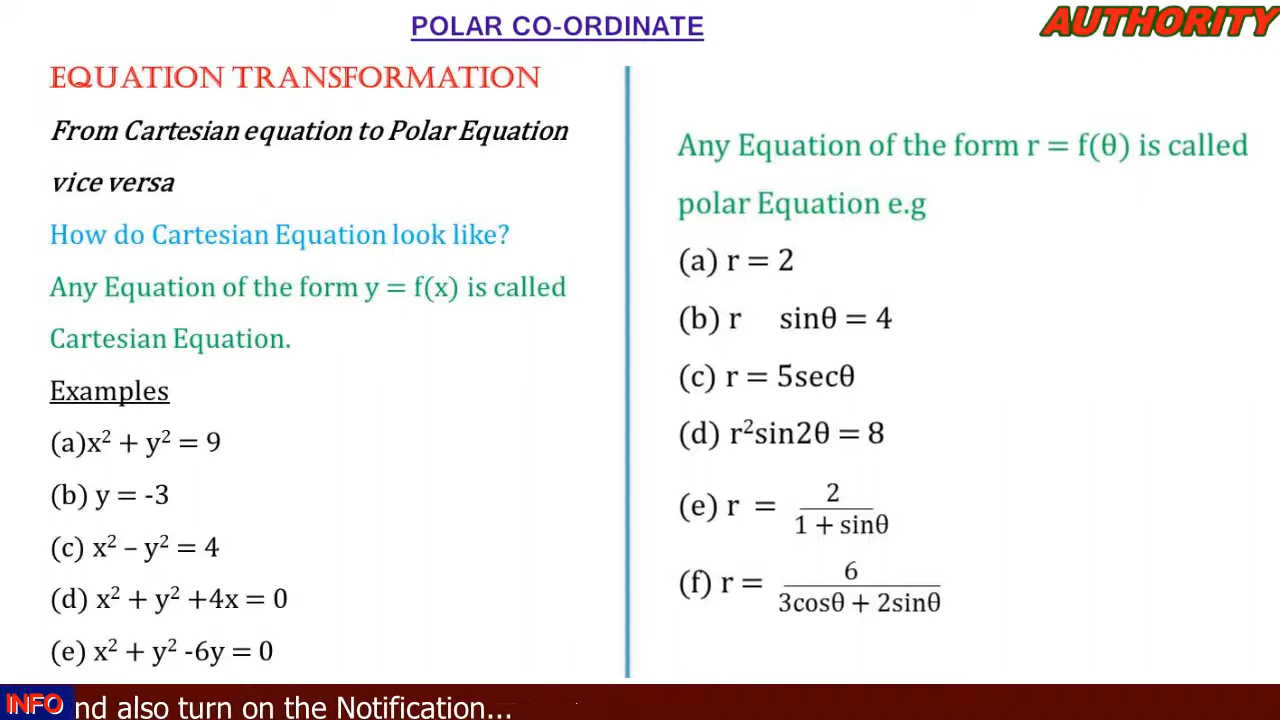 POLAR CO-ORDINATE
AUTHORITY
EQUATION TRANSFORMATION
From Cartesian equation to Polar Equation
vice versa
How do Cartesian Equation look like?
Any Equation of the form y = f(x) is called
Cartesian Equation.
Examples
(a)x² + y² = 9
(b) y = -3
(c) x² – y² = 4
(d) x² + y² +4x = 0
(e) x² + y² -6y = 0
Any Equation of the form r = f(θ) is called
polar Equation e.g
(a) r = 2
(b) r sinθ = 4
(c) r = 5secθ
(d) r²sin2θ = 8
(e) r = 2 / 1 + sinθ
(f) r = 6 / 3cosθ + 2sinθ
INFO nd also turn on the Notification...